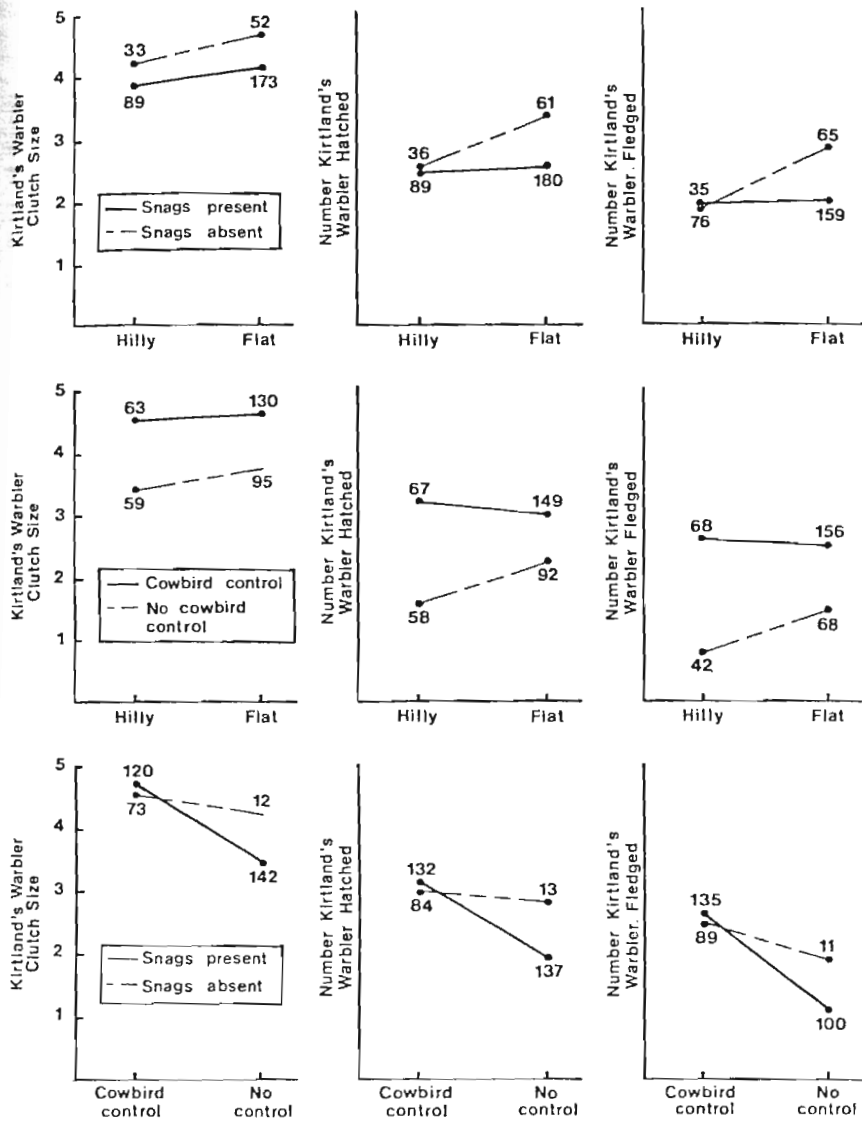 Kirtland's Warbler
Clutch Size
5
4
3
2
1
33
52
89
173
Snags present
Snags absent
Hilly
Flat
Number Kirtland's
Warbler Hatched
36
61
89
180
Hilly
Flat
Number Kirtland's
Warbler. Fledged
35
65
76
159
Hilly
Flat
Kirtland's Warbler
Clutch Size
5
4
3
2
1
63
130
59
95
Cowbird control
No cowbird
control
Hilly
Flat
Number Kirtland's
Warbler Hatched
67
149
58
92
Hilly
Flat
Number Kirtland's
Warbler Fledged
68
156
42
68
Hilly
Flat
Kirtland's Warbler
Clutch Size
5
4
3
2
1
120
73
12
142
Snags present
Snags absent
Cowbird
control
No
control
Number Kirtland's
Warbler Hatched
132
84
13
137
Cowbird
control
No
control
Number Kirtland's
Warbler. Fledged
135
89
11
100
Cowbird
control
No
control